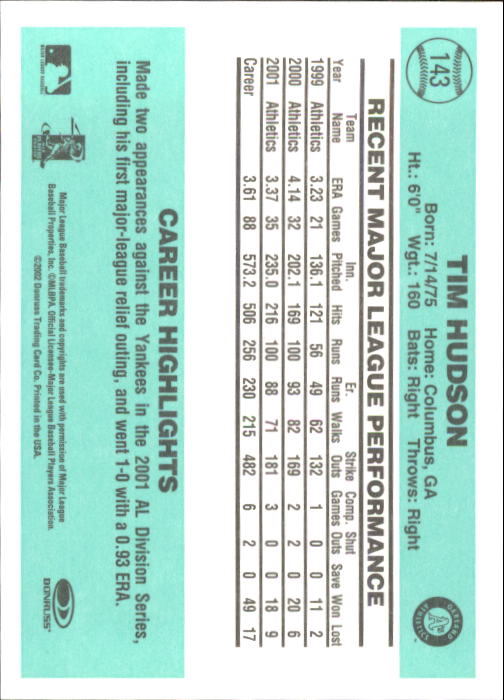 143
TIM HUDSON
Born: 7/14/75 Home: Columbus, GA
Ht.: 6'0" Wgt.: 160 Bats: Right Throws: Right
OAKLAND ATHLETICS
A's
RECENT MAJOR LEAGUE PERFORMANCE
Year Team Name ERA Games Inn. Pitched Hits Runs Er. Runs Walks Strike Outs Comp. Games Shut Outs Save Won Lost
1999 Athletics 3.23 21 136.1 121 56 49 62 132 1 0 0 11 2
2000 Athletics 4.14 32 202.1 169 100 93 82 169 2 2 0 20 6
2001 Athletics 3.37 35 235.0 216 100 88 71 181 3 0 0 18 9
Career 3.61 88 573.2 506 256 230 215 482 6 2 0 49 17
CAREER HIGHLIGHTS
Made two appearances against the Yankees in the 2001 AL Division Series,
including his first major-league relief outing, and went 1-0 with a 0.93 ERA.
Major League Baseball trademarks and copyrights are used with permission of Major League
Baseball Properties, Inc. ©MLBPA. Official Licensee-Major League Baseball Players Association.
©2002 Donruss Trading Card Co. Printed in the USA.
DONRUSS